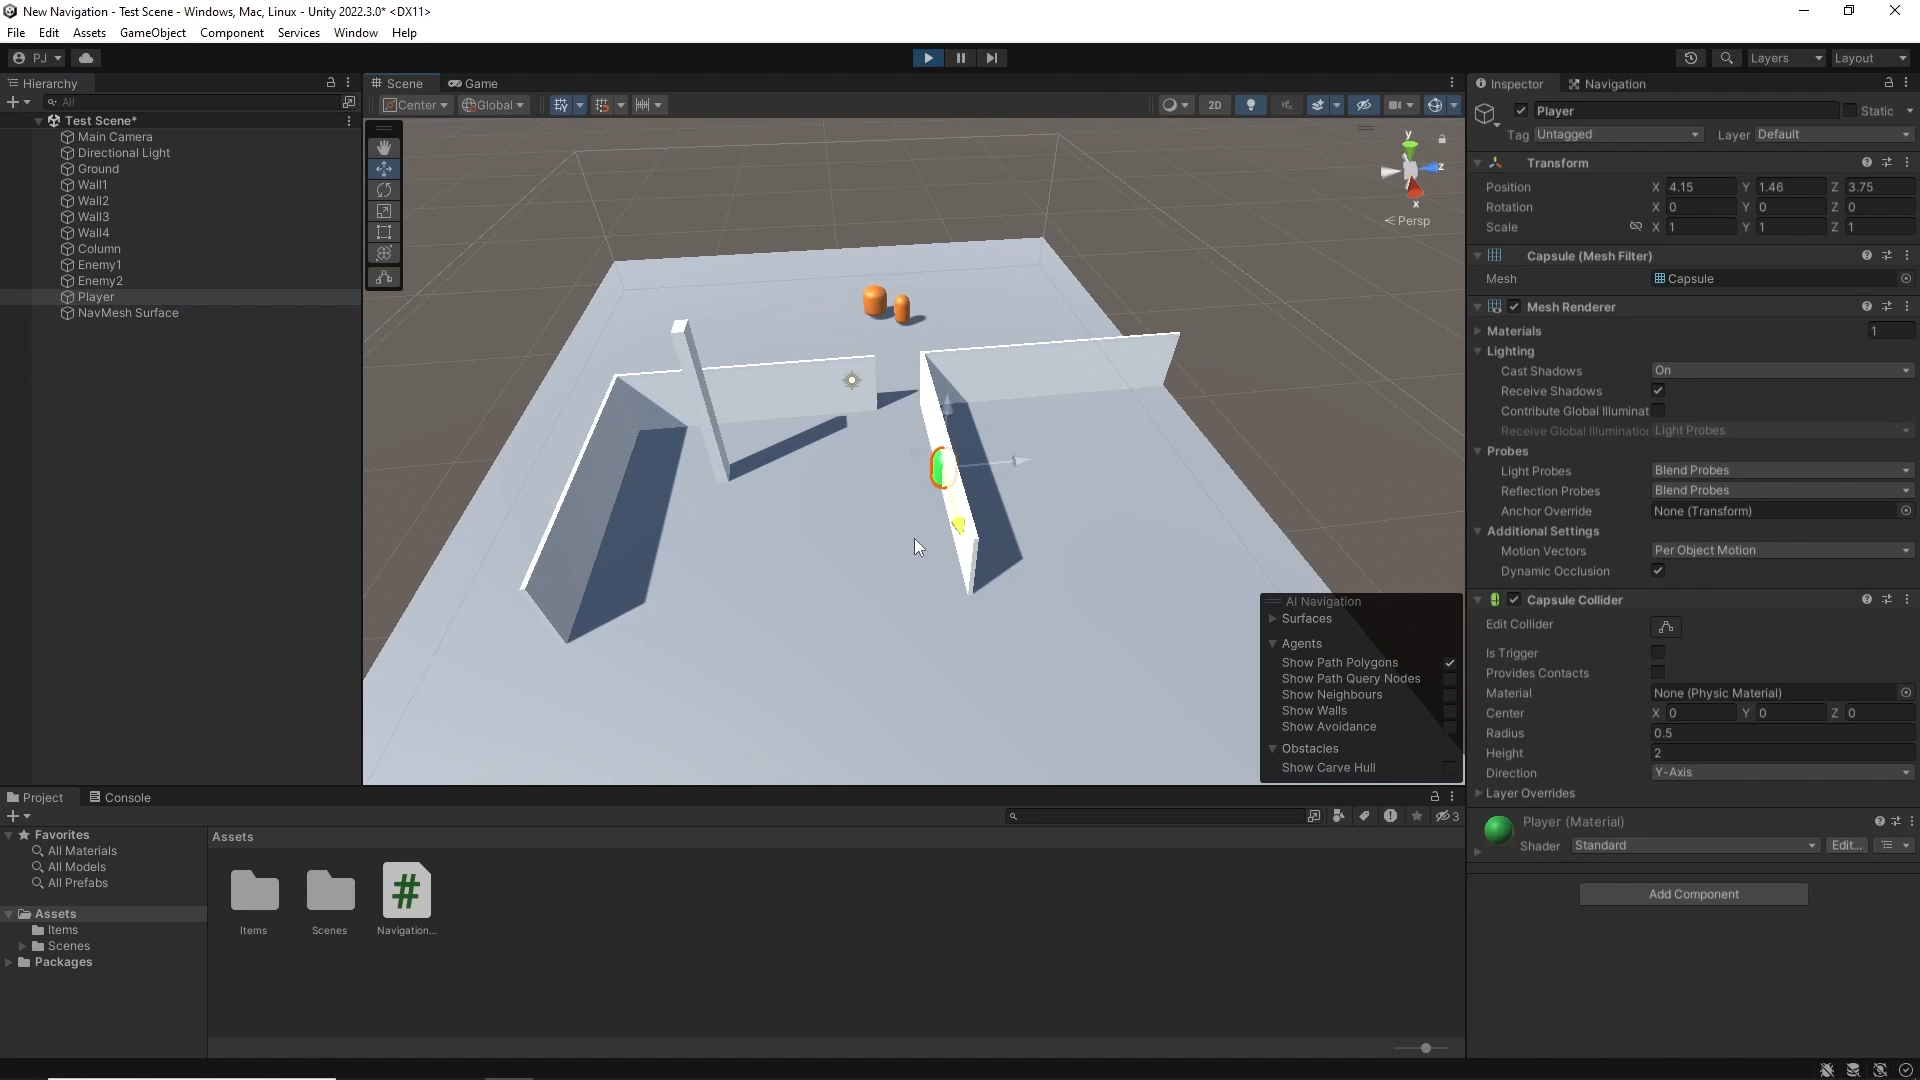 New Navigation - Test Scene - Windows, Mac, Linux - Unity 2022.3.0* <DX11>
File Edit Assets GameObject Component Services Window Help
PJ
Layers Layout
Hierarchy
All
Test Scene*
Main Camera
Directional Light
Ground
Wall1
Wall2
Wall3
Wall4
Column
Enemy1
Enemy2
Player
NavMesh Surface
Scene Game
Center Global 2D
y
z
x
Persp
AI Navigation
Surfaces
Agents
Show Path Polygons
Show Path Query Nodes
Show Neighbours
Show Walls
Show Avoidance
Obstacles
Show Carve Hull
Inspector Navigation
Player Static
Tag Untagged Layer Default
Transform
Position X 4.15 Y 1.46 Z 3.75
Rotation X 0 Y 0 Z 0
Scale X 1 Y 1 Z 1
Capsule (Mesh Filter)
Mesh Capsule
Mesh Renderer
Materials 1
Lighting
Cast Shadows On
Receive Shadows
Contribute Global Illuminat
Receive Global Illumination Light Probes
Probes
Light Probes Blend Probes
Reflection Probes Blend Probes
Anchor Override None (Transform)
Additional Settings
Motion Vectors Per Object Motion
Dynamic Occlusion
Capsule Collider
Edit Collider
Is Trigger
Provides Contacts
Material None (Physic Material)
Center X 0 Y 0 Z 0
Radius 0.5
Height 2
Direction Y-Axis
Layer Overrides
Player (Material)
Shader Standard Edit...
Add Component
Project Console
3
Favorites
All Materials
All Models
All Prefabs
Assets
Items
Scenes
Packages
Assets
Items Scenes Navigation...